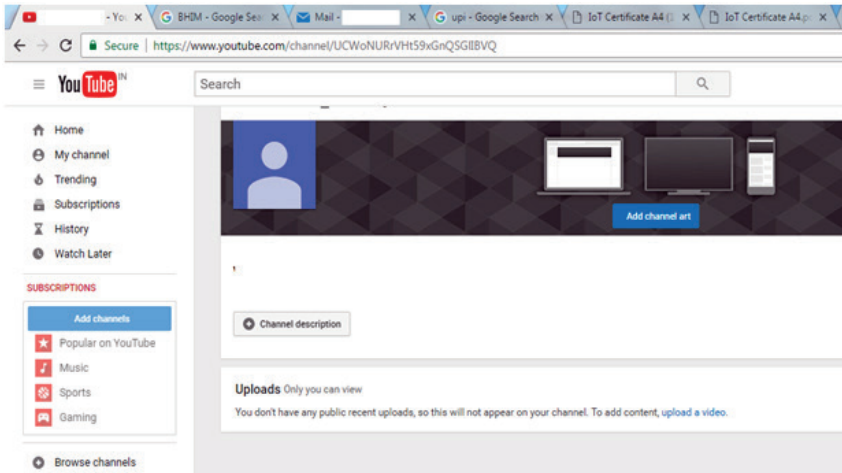 - Yo
BHIM - Google Sea
Mail -
upi - Google Search
IoT Certificate A4 (
IoT Certificate A4.p
Secure | https://www.youtube.com/channel/UCWoNURrVHt59xGnQSGlIBVQ
YouTube IN
Search
Home
My channel
Trending
Subscriptions
History
Watch Later
SUBSCRIPTIONS
Add channels
Popular on YouTube
Music
Sports
Gaming
Browse channels
Add channel art
Channel description
Uploads Only you can view
You don't have any public recent uploads, so this will not appear on your channel. To add content, upload a video.